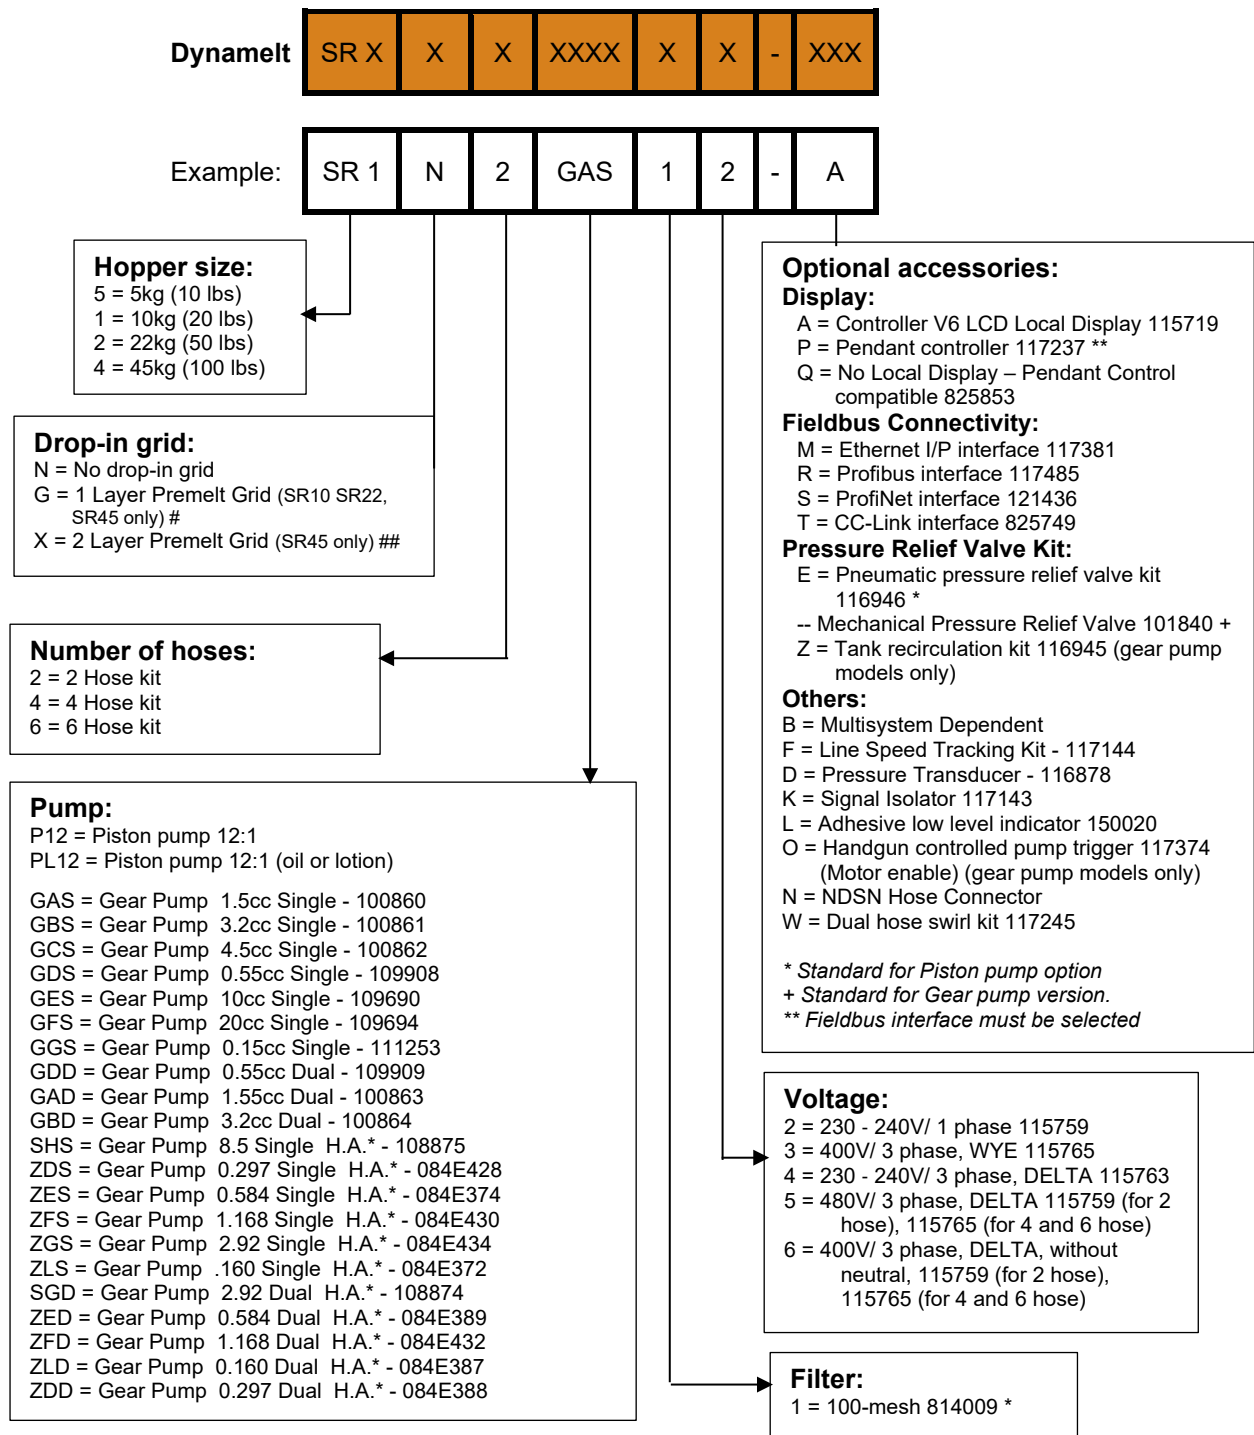 Dynamelt SR X X X XXXX X X - XXX
Example: SR 1 N 2 GAS 1 2 - A
Hopper size:
5 = 5kg (10 lbs)
1 = 10kg (20 lbs)
2 = 22kg (50 lbs)
4 = 45kg (100 lbs)
Drop-in grid:
N = No drop-in grid
G = 1 Layer Premelt Grid (SR10 SR22,
SR45 only) #
X = 2 Layer Premelt Grid (SR45 only) ##
Number of hoses:
2 = 2 Hose kit
4 = 4 Hose kit
6 = 6 Hose kit
Pump:
P12 = Piston pump 12:1
PL12 = Piston pump 12:1 (oil or lotion)
GAS = Gear Pump 1.5cc Single - 100860
GBS = Gear Pump 3.2cc Single - 100861
GCS = Gear Pump 4.5cc Single - 100862
GDS = Gear Pump 0.55cc Single - 109908
GES = Gear Pump 10cc Single - 109690
GFS = Gear Pump 20cc Single - 109694
GGS = Gear Pump 0.15cc Single - 111253
GDD = Gear Pump 0.55cc Dual - 109909
GAD = Gear Pump 1.55cc Dual - 100863
GBD = Gear Pump 3.2cc Dual - 100864
SHS = Gear Pump 8.5 Single H.A.* - 108875
ZDS = Gear Pump 0.297 Single H.A.* - 084E428
ZES = Gear Pump 0.584 Single H.A.* - 084E374
ZFS = Gear Pump 1.168 Single H.A.* - 084E430
ZGS = Gear Pump 2.92 Single H.A.* - 084E434
ZLS = Gear Pump .160 Single H.A.* - 084E372
SGD = Gear Pump 2.92 Dual H.A.* - 108874
ZED = Gear Pump 0.584 Dual H.A.* - 084E389
ZFD = Gear Pump 1.168 Dual H.A.* - 084E432
ZLD = Gear Pump 0.160 Dual H.A.* - 084E387
ZDD = Gear Pump 0.297 Dual H.A.* - 084E388
Optional accessories:
Display:
A = Controller V6 LCD Local Display 115719
P = Pendant controller 117237 **
Q = No Local Display – Pendant Control
compatible 825853
Fieldbus Connectivity:
M = Ethernet I/P interface 117381
R = Profibus interface 117485
S = ProfiNet interface 121436
T = CC-Link interface 825749
Pressure Relief Valve Kit:
E = Pneumatic pressure relief valve kit
116946 *
-- Mechanical Pressure Relief Valve 101840 +
Z = Tank recirculation kit 116945 (gear pump
models only)
Others:
B = Multisystem Dependent
F = Line Speed Tracking Kit - 117144
D = Pressure Transducer - 116878
K = Signal Isolator 117143
L = Adhesive low level indicator 150020
O = Handgun controlled pump trigger 117374
(Motor enable) (gear pump models only)
N = NDSN Hose Connector
W = Dual hose swirl kit 117245
* Standard for Piston pump option
+ Standard for Gear pump version.
** Fieldbus interface must be selected
Voltage:
2 = 230 - 240V/ 1 phase 115759
3 = 400V/ 3 phase, WYE 115765
4 = 230 - 240V/ 3 phase, DELTA 115763
5 = 480V/ 3 phase, DELTA 115759 (for 2
hose), 115765 (for 4 and 6 hose)
6 = 400V/ 3 phase, DELTA, without
neutral, 115759 (for 2 hose),
115765 (for 4 and 6 hose)
Filter:
1 = 100-mesh 814009 *